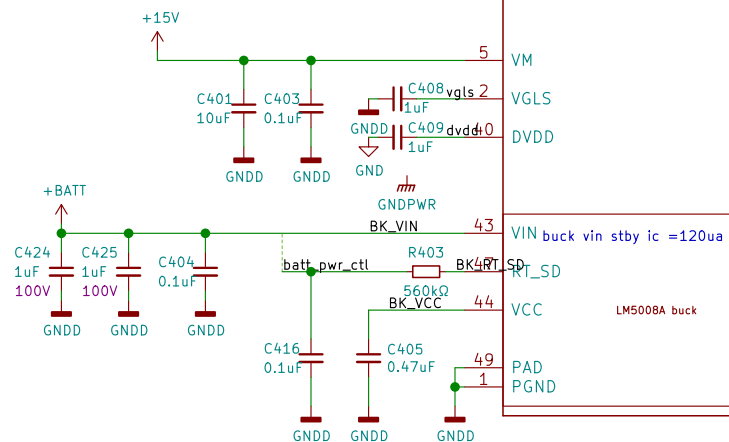 +15V
5 VM
C401
10uF
C403
0.1uF
C408 vgls 2 VGLS
1uF
GNDD
C409 dvdd 40 DVDD
1uF
GNDD
GNDD
GND
GNDPWR
+BATT
BK_VIN 43 VIN
buck vin stby ic =120ua
C424
1uF
100V
C425
1uF
100V
C404
0.1uF
batt_pwr_ctl
R403
560kΩ
BK_RT_SD
RT_SD
BK_VCC 44 VCC
LM5008A buck
GNDD
GNDD
GNDD
C416
0.1uF
C405
0.47uF
49 PAD
1 PGND
GNDD
GNDD
GNDD